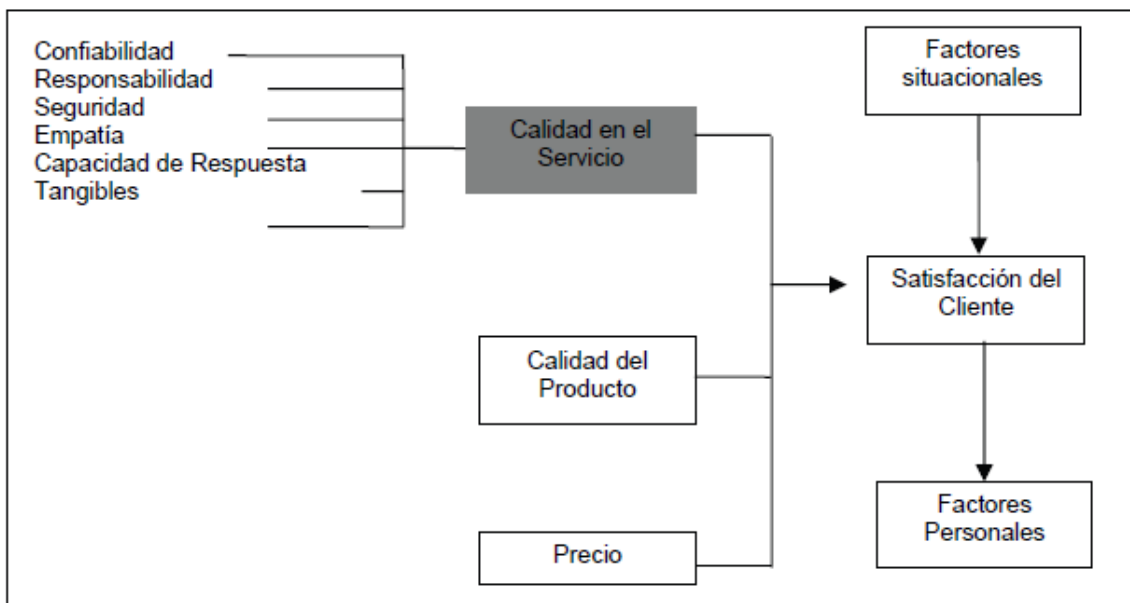 Confiabilidad
Responsabilidad
Seguridad
Empatía
Capacidad de Respuesta
Tangibles
Calidad en el
Servicio
Calidad del
Producto
Precio
Factores
situacionales
Satisfacción del
Cliente
Factores
Personales